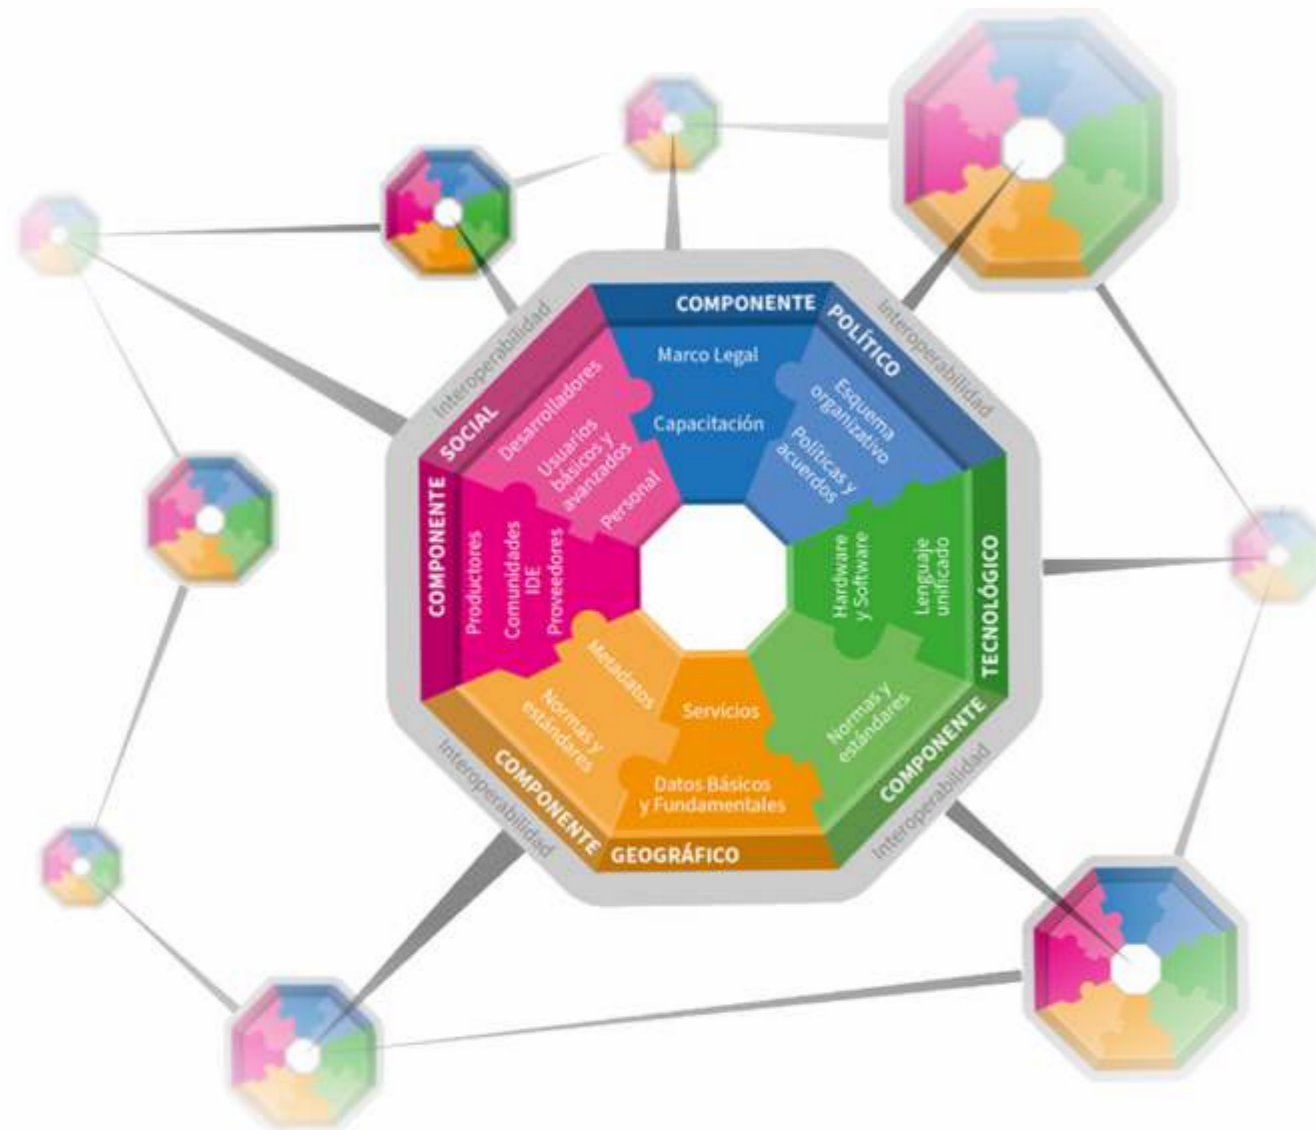 COMPONENTE
POLÍTICO
Marco Legal
Capacitación
Esquema
organizativo
Políticas y
acuerdos
Interoperabilidad
TECNOLÓGICO
COMPONENTE
Hardware
y Software
Lenguaje
unificado
Normas y
estándares
Interoperabilidad
COMPONENTE
GEOGRÁFICO
Servicios
Datos Básicos
y Fundamentales
Metadatos
Normas y
estándares
Interoperabilidad
COMPONENTE
SOCIAL
Productores
Comunidades
IDE
Proveedores
Desarrolladores
Usuarios
básicos y
avanzados
Personal
Interoperabilidad